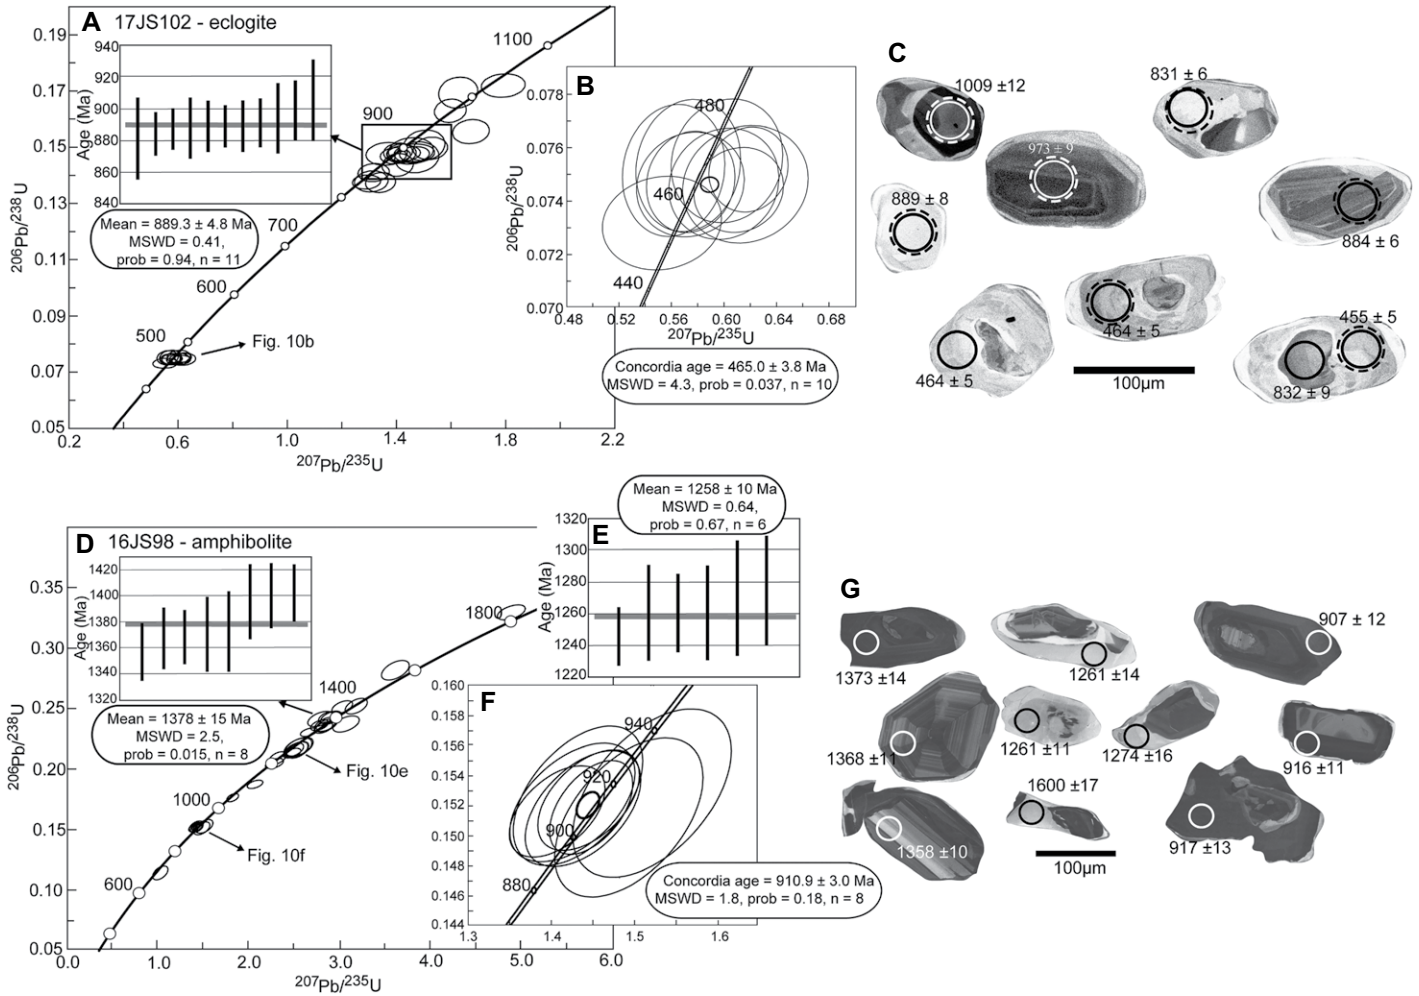 A
17JS102 - eclogite
0.19
0.17
0.15
0.13
0.11
0.09
0.07
0.05
206Pb/238U
0.2
0.6
1.0
1.4
1.8
2.2
207Pb/235U
1100
900
700
600
500
Fig. 10b
940
920
900
880
860
840
Age (Ma)
Mean = 889.3 ± 4.8 Ma
MSWD = 0.41,
prob = 0.94, n = 11
B
0.078
0.076
0.074
0.072
0.070
206Pb/238U
480
460
440
0.48
0.52
0.56
0.60
0.64
0.68
207Pb/235U
Concordia age = 465.0 ± 3.8 Ma
MSWD = 4.3, prob = 0.037, n = 10
C
1009 ±12
831 ± 6
973 ± 9
889 ± 8
884 ± 6
464 ± 5
455 ± 5
464 ± 5
832 ± 9
100µm
D
16JS98 - amphibolite
0.35
0.30
0.25
0.20
0.15
0.10
0.05
206Pb/238U
0.0
1.0
2.0
3.0
4.0
5.0
6.0
207Pb/235U
1800
1400
1000
600
Fig. 10e
Fig. 10f
1420
1400
1380
1360
1340
1320
Age (Ma)
Mean = 1378 ± 15 Ma
MSWD = 2.5,
prob = 0.015, n = 8
E
Mean = 1258 ± 10 Ma
MSWD = 0.64,
prob = 0.67, n = 6
1320
1300
1280
1260
1240
1220
Age (Ma)
F
0.160
0.158
0.156
0.154
0.152
0.150
0.148
0.146
0.144
940
920
900
880
1.3
1.4
1.5
1.6
Concordia age = 910.9 ± 3.0 Ma
MSWD = 1.8, prob = 0.18, n = 8
G
1373 ±14
1261 ±14
907 ± 12
1368 ±11
1261 ±11
1274 ±16
916 ±11
1600 ±17
1358 ±10
917 ±13
100µm